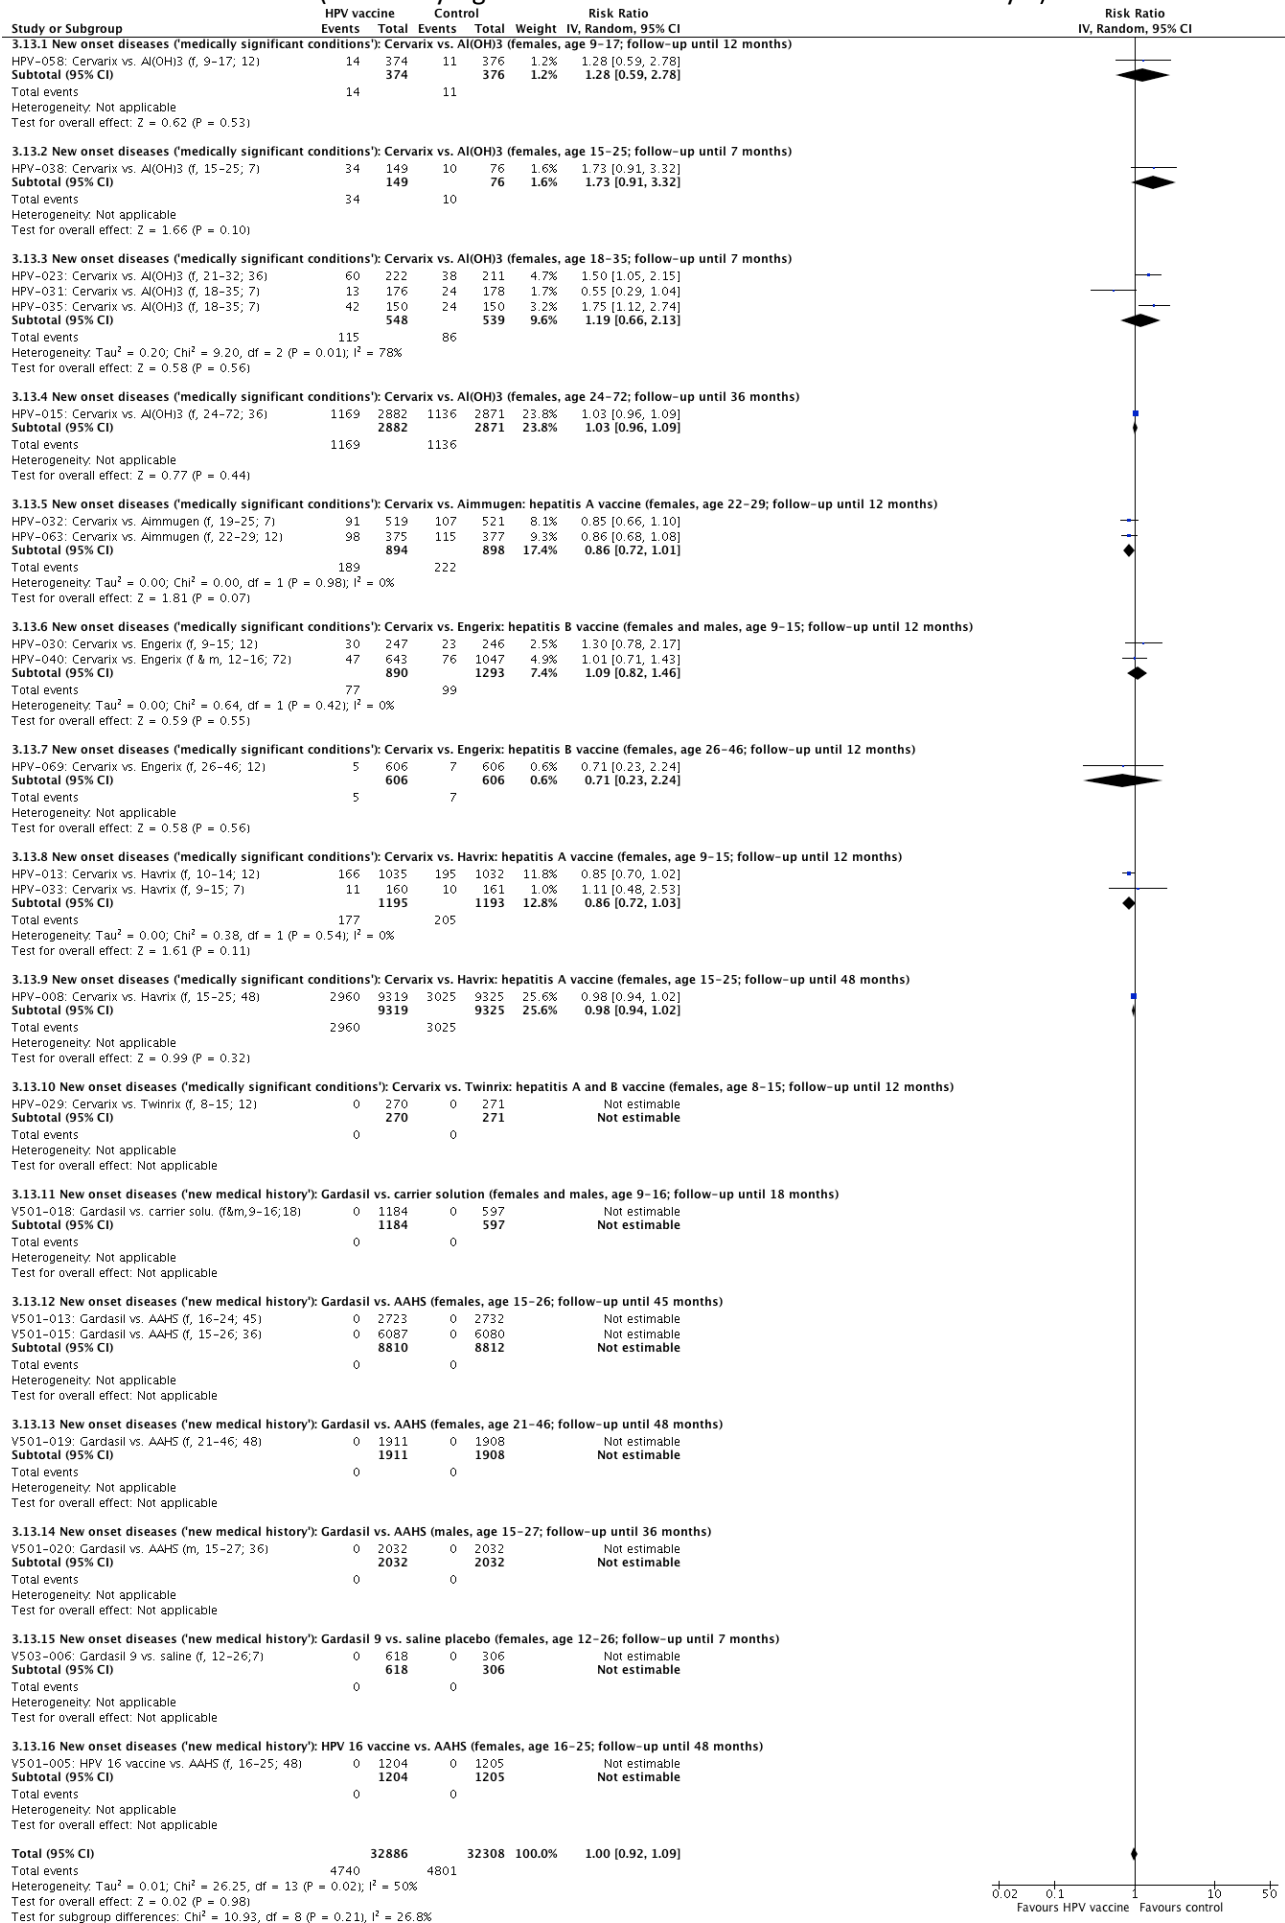 HPV vaccine Control Risk Ratio Risk Ratio
Study or Subgroup Events Total Events Total Weight IV, Random, 95% CI IV, Random, 95% CI
3.13.1 New onset diseases ('medically significant conditions'): Cervarix vs. Al(OH)3 (females, age 9-17; follow-up until 12 months)
HPV-058: Cervarix vs. Al(OH)3 (f, 9-17; 12) 14 374 11 376 1.2% 1.28 [0.59, 2.78]
Subtotal (95% CI) 374 376 1.2% 1.28 [0.59, 2.78]
Total events 14 11
Heterogeneity: Not applicable
Test for overall effect: Z = 0.62 (P = 0.53)
3.13.2 New onset diseases ('medically significant conditions'): Cervarix vs. Al(OH)3 (females, age 15-25; follow-up until 7 months)
HPV-038: Cervarix vs. Al(OH)3 (f, 15-25; 7) 34 149 10 76 1.6% 1.73 [0.91, 3.32]
Subtotal (95% CI) 149 76 1.6% 1.73 [0.91, 3.32]
Total events 34 10
Heterogeneity: Not applicable
Test for overall effect: Z = 1.66 (P = 0.10)
3.13.3 New onset diseases ('medically significant conditions'): Cervarix vs. Al(OH)3 (females, age 18-35; follow-up until 7 months)
HPV-023: Cervarix vs. Al(OH)3 (f, 21-32; 36) 60 222 38 211 4.7% 1.50 [1.05, 2.15]
HPV-031: Cervarix vs. Al(OH)3 (f, 18-35; 7) 13 176 24 178 1.7% 0.55 [0.29, 1.04]
HPV-035: Cervarix vs. Al(OH)3 (f, 18-35; 7) 42 150 24 150 3.2% 1.75 [1.12, 2.74]
Subtotal (95% CI) 548 539 9.6% 1.19 [0.66, 2.13]
Total events 115 86
Heterogeneity: Tau² = 0.20; Chi² = 9.20, df = 2 (P = 0.01); I² = 78%
Test for overall effect: Z = 0.58 (P = 0.56)
3.13.4 New onset diseases ('medically significant conditions'): Cervarix vs. Al(OH)3 (females, age 24-72; follow-up until 36 months)
HPV-015: Cervarix vs. Al(OH)3 (f, 24-72; 36) 1169 2882 1136 2871 23.8% 1.03 [0.96, 1.09]
Subtotal (95% CI) 2882 2871 23.8% 1.03 [0.96, 1.09]
Total events 1169 1136
Heterogeneity: Not applicable
Test for overall effect: Z = 0.77 (P = 0.44)
3.13.5 New onset diseases ('medically significant conditions'): Cervarix vs. Aimmugen: hepatitis A vaccine (females, age 22-29; follow-up until 12 months)
HPV-032: Cervarix vs. Aimmugen (f, 19-25; 7) 91 519 107 521 8.1% 0.85 [0.66, 1.10]
HPV-063: Cervarix vs. Aimmugen (f, 22-29; 12) 98 375 115 377 9.3% 0.86 [0.68, 1.08]
Subtotal (95% CI) 894 898 17.4% 0.86 [0.72, 1.01]
Total events 189 222
Heterogeneity: Tau² = 0.00; Chi² = 0.00, df = 1 (P = 0.98); I² = 0%
Test for overall effect: Z = 1.81 (P = 0.07)
3.13.6 New onset diseases ('medically significant conditions'): Cervarix vs. Engerix: hepatitis B vaccine (females and males, age 9-15; follow-up until 12 months)
HPV-030: Cervarix vs. Engerix (f, 9-15; 12) 30 247 23 246 2.5% 1.30 [0.78, 2.17]
HPV-040: Cervarix vs. Engerix (f & m, 12-16; 72) 47 643 76 1047 4.9% 1.01 [0.71, 1.43]
Subtotal (95% CI) 890 1293 7.4% 1.09 [0.82, 1.46]
Total events 77 99
Heterogeneity: Tau² = 0.00; Chi² = 0.64, df = 1 (P = 0.42); I² = 0%
Test for overall effect: Z = 0.59 (P = 0.55)
3.13.7 New onset diseases ('medically significant conditions'): Cervarix vs. Engerix: hepatitis B vaccine (females, age 26-46; follow-up until 12 months)
HPV-069: Cervarix vs. Engerix (f, 26-46; 12) 5 606 7 606 0.6% 0.71 [0.23, 2.24]
Subtotal (95% CI) 606 606 0.6% 0.71 [0.23, 2.24]
Total events 5 7
Heterogeneity: Not applicable
Test for overall effect: Z = 0.58 (P = 0.56)
3.13.8 New onset diseases ('medically significant conditions'): Cervarix vs. Havrix: hepatitis A vaccine (females, age 9-15; follow-up until 12 months)
HPV-013: Cervarix vs. Havrix (f, 10-14; 12) 166 1035 195 1032 11.8% 0.85 [0.70, 1.02]
HPV-033: Cervarix vs. Havrix (f, 9-15; 7) 11 160 10 161 1.0% 1.11 [0.48, 2.53]
Subtotal (95% CI) 1195 1193 12.8% 0.86 [0.72, 1.03]
Total events 177 205
Heterogeneity: Tau² = 0.00; Chi² = 0.38, df = 1 (P = 0.54); I² = 0%
Test for overall effect: Z = 1.61 (P = 0.11)
3.13.9 New onset diseases ('medically significant conditions'): Cervarix vs. Havrix: hepatitis A vaccine (females, age 15-25; follow-up until 48 months)
HPV-008: Cervarix vs. Havrix (f, 15-25; 48) 2960 9319 3025 9325 25.6% 0.98 [0.94, 1.02]
Subtotal (95% CI) 9319 9325 25.6% 0.98 [0.94, 1.02]
Total events 2960 3025
Heterogeneity: Not applicable
Test for overall effect: Z = 0.99 (P = 0.32)
3.13.10 New onset diseases ('medically significant conditions'): Cervarix vs. Twinrix: hepatitis A and B vaccine (females, age 8-15; follow-up until 12 months)
HPV-029: Cervarix vs. Twinrix (f, 8-15; 12) 0 270 0 271 Not estimable
Subtotal (95% CI) 270 271 Not estimable
Total events 0 0
Heterogeneity: Not applicable
Test for overall effect: Not applicable
3.13.11 New onset diseases ('new medical history'): Gardasil vs. carrier solution (females and males, age 9-16; follow-up until 18 months)
V501-018: Gardasil vs. carrier solu. (f&m,9-16;18) 0 1184 0 597 Not estimable
Subtotal (95% CI) 1184 597 Not estimable
Total events 0 0
Heterogeneity: Not applicable
Test for overall effect: Not applicable
3.13.12 New onset diseases ('new medical history'): Gardasil vs. AAHS (females, age 15-26; follow-up until 45 months)
V501-013: Gardasil vs. AAHS (f, 16-24; 45) 0 2723 0 2732 Not estimable
V501-015: Gardasil vs. AAHS (f, 15-26; 36) 0 6087 0 6080 Not estimable
Subtotal (95% CI) 8810 8812 Not estimable
Total events 0 0
Heterogeneity: Not applicable
Test for overall effect: Not applicable
3.13.13 New onset diseases ('new medical history'): Gardasil vs. AAHS (females, age 21-46; follow-up until 48 months)
V501-019: Gardasil vs. AAHS (f, 21-46; 48) 0 1911 0 1908 Not estimable
Subtotal (95% CI) 1911 1908 Not estimable
Total events 0 0
Heterogeneity: Not applicable
Test for overall effect: Not applicable
3.13.14 New onset diseases ('new medical history'): Gardasil vs. AAHS (males, age 15-27; follow-up until 36 months)
V501-020: Gardasil vs. AAHS (m, 15-27; 36) 0 2032 0 2032 Not estimable
Subtotal (95% CI) 2032 2032 Not estimable
Total events 0 0
Heterogeneity: Not applicable
Test for overall effect: Not applicable
3.13.15 New onset diseases ('new medical history'): Gardasil 9 vs. saline placebo (females, age 12-26; follow-up until 7 months)
V503-006: Gardasil 9 vs. saline (f, 12-26;7) 0 618 0 306 Not estimable
Subtotal (95% CI) 618 306 Not estimable
Total events 0 0
Heterogeneity: Not applicable
Test for overall effect: Not applicable
3.13.16 New onset diseases ('new medical history'): HPV 16 vaccine vs. AAHS (females, age 16-25; follow-up until 48 months)
V501-005: HPV 16 vaccine vs. AAHS (f, 16-25; 48) 0 1204 0 1205 Not estimable
Subtotal (95% CI) 1204 1205 Not estimable
Total events 0 0
Heterogeneity: Not applicable
Test for overall effect: Not applicable
Total (95% CI) 32886 32308 100.0% 1.00 [0.92, 1.09]
Total events 4740 4801
Heterogeneity: Tau² = 0.01; Chi² = 26.25, df = 13 (P = 0.02); I² = 50%
Test for overall effect: Z = 0.02 (P = 0.98)
Test for subgroup differences: Chi² = 10.93, df = 8 (P = 0.21), I² = 26.8%
0.02 0.1 1 10 50
Favours HPV vaccine Favours control